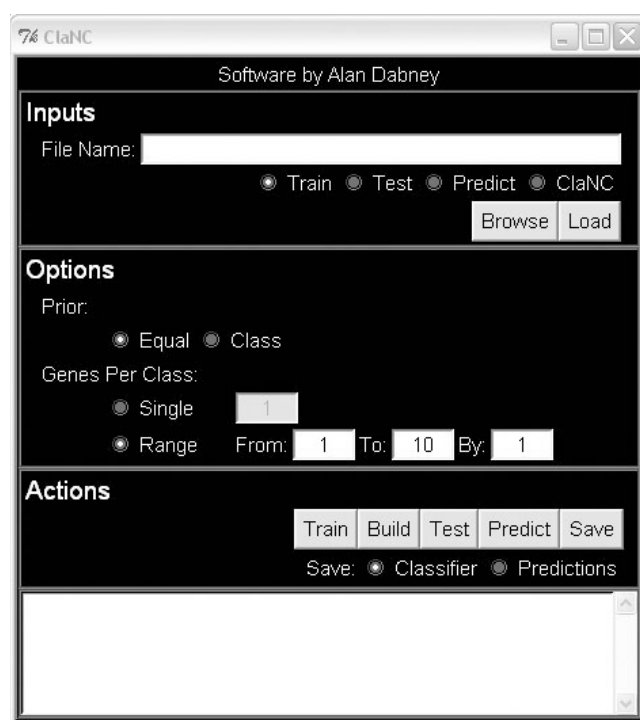 ClaNC
Software by Alan Dabney
Inputs
File Name:
Train Test Predict ClaNC
Browse Load
Options
Prior:
Equal Class
Genes Per Class:
Single 1
Range From: 1 To: 10 By: 1
Actions
Train Build Test Predict Save
Save: Classifier Predictions